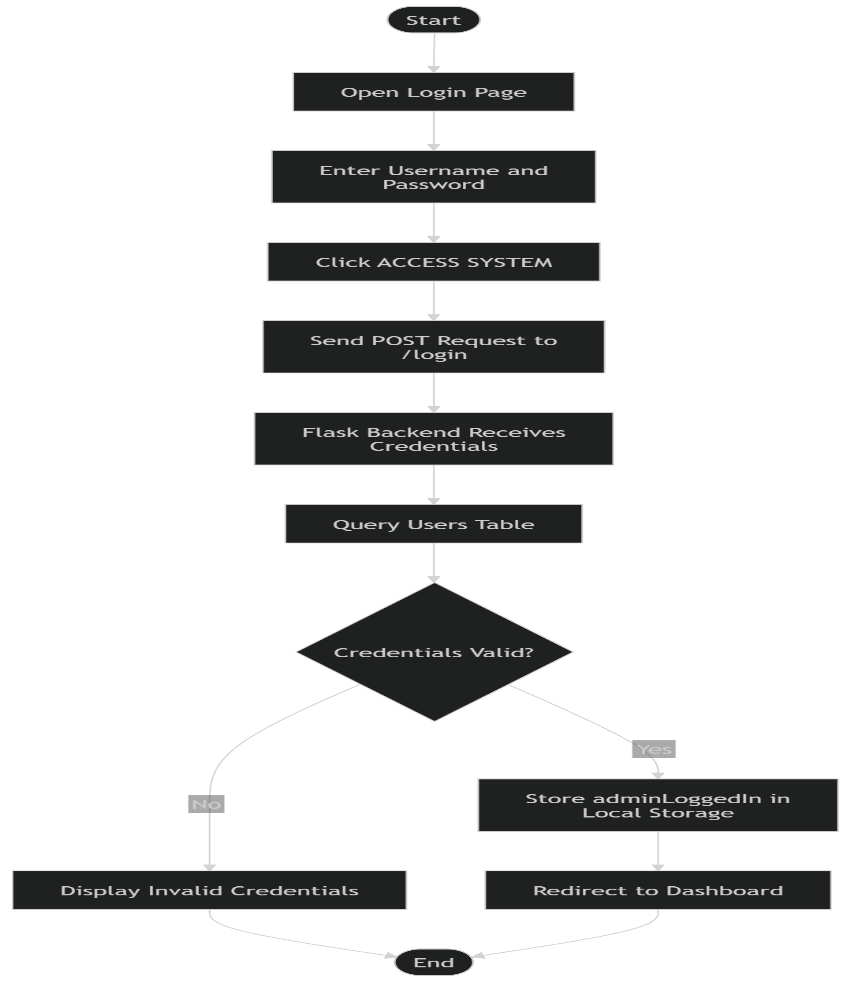 Start
Open Login Page
Enter Username and
Password
Click ACCESS SYSTEM
Send POST Request to
/login
Flask Backend Receives
Credentials
Query Users Table
Credentials Valid?
Yes
No
Store adminLoggedIn in
Local Storage
Display Invalid Credentials
Redirect to Dashboard
End